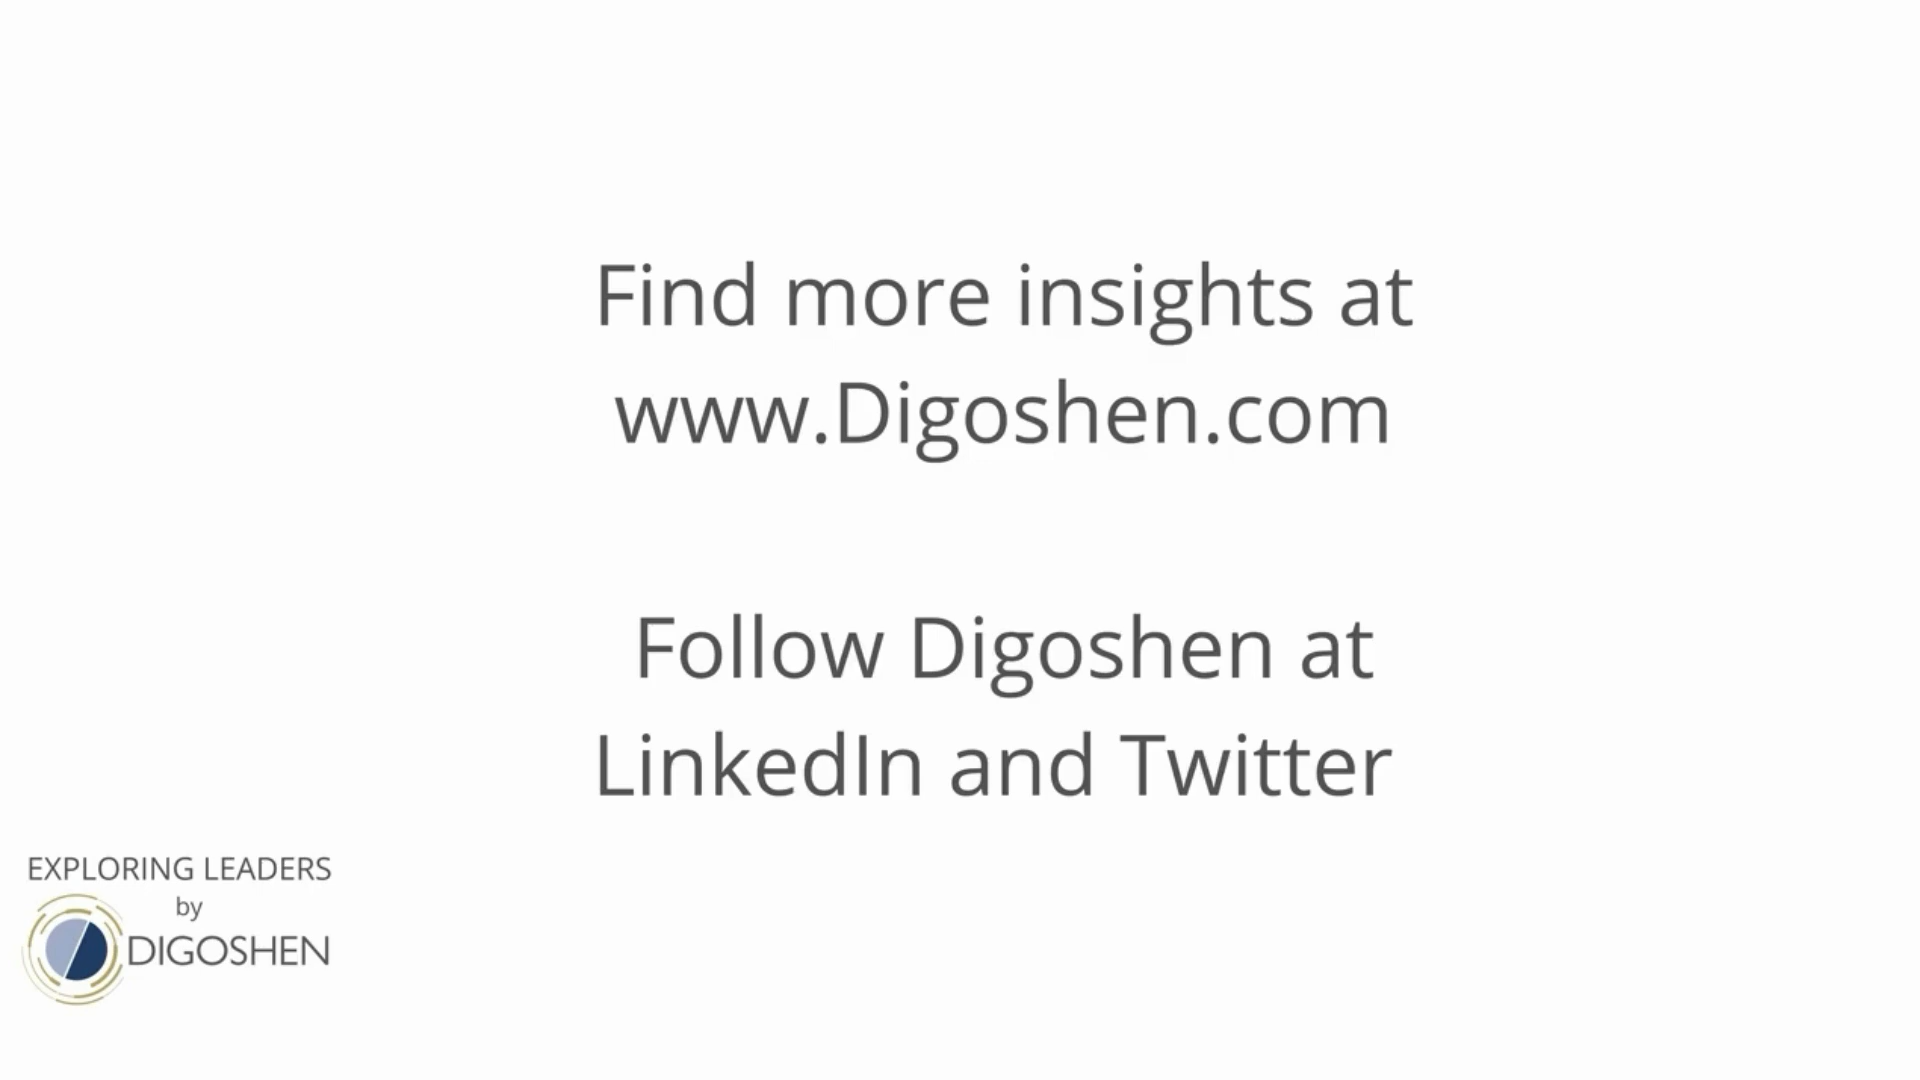 Find more insights at
www.Digoshen.com
Follow Digoshen at
LinkedIn and Twitter
EXPLORING LEADERS
by
DIGOSHEN